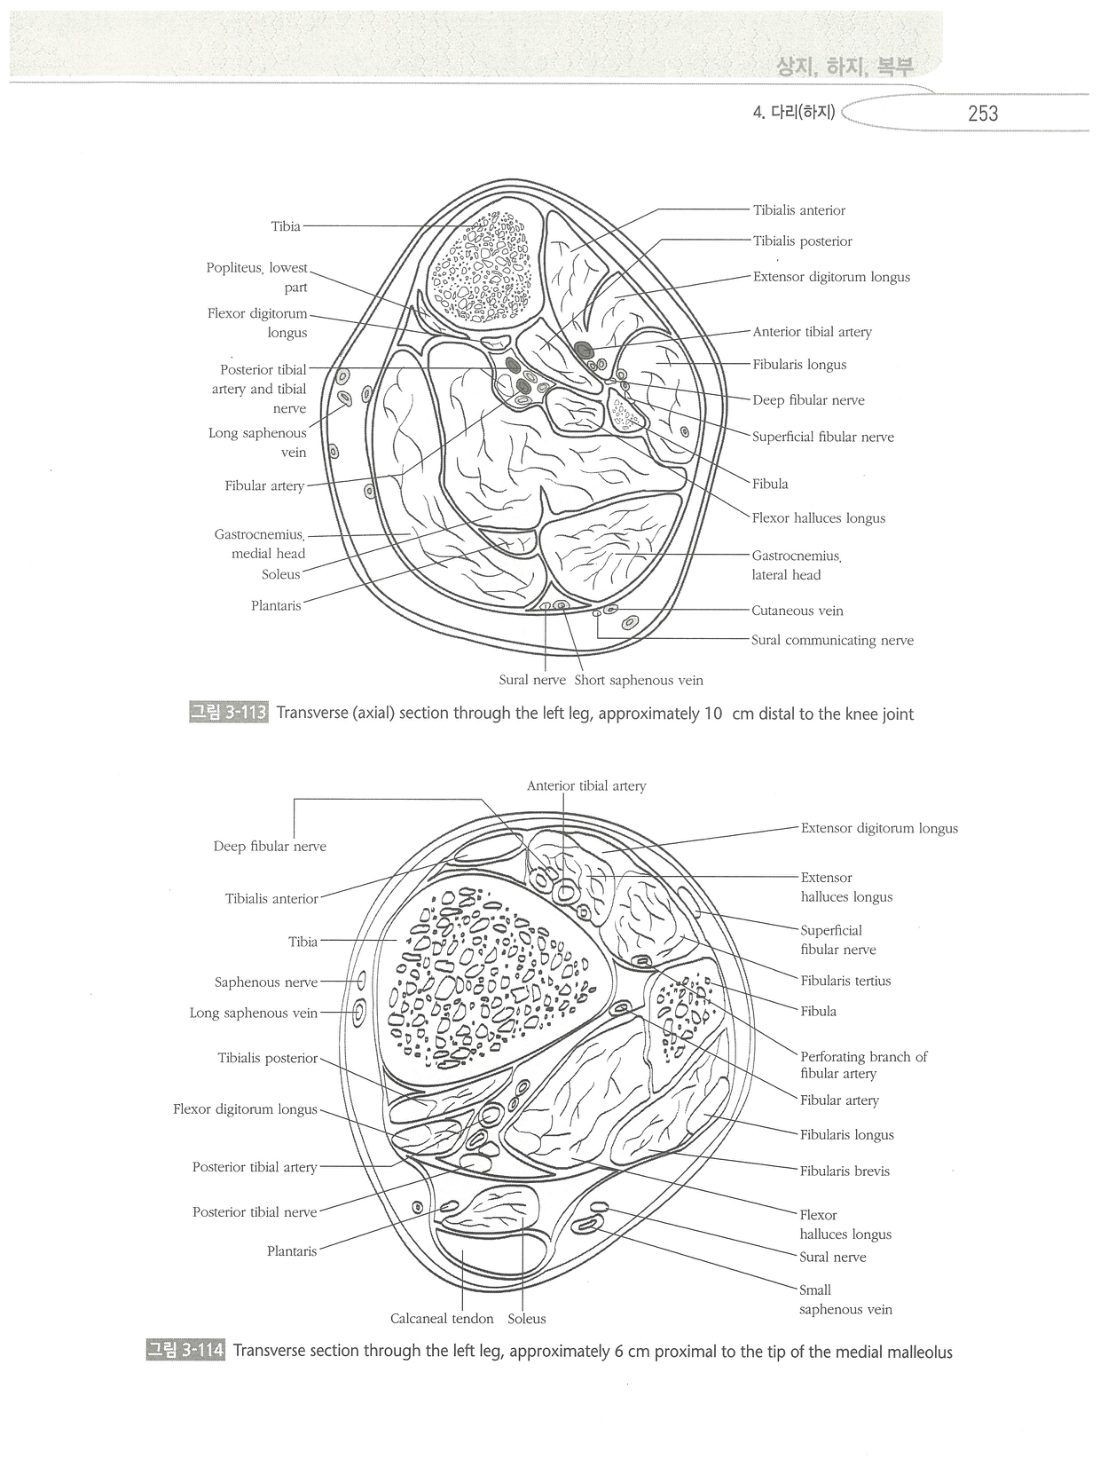 상지, 하지, 복부
4. 다리(하지)
253
Tibia
Popliteus, lowest
part
Flexor digitorum
longus
Posterior tibial
artery and tibial
nerve
Long saphenous
vein
Fibular artery
Gastrocnemius,
medial head
Soleus
Plantaris
Tibialis anterior
Tibialis posterior
Extensor digitorum longus
Anterior tibial artery
Fibularis longus
Deep fibular nerve
Superficial fibular nerve
Fibula
Flexor halluces longus
Gastrocnemius,
lateral head
Cutaneous vein
Sural communicating nerve
Sural nerve
Short saphenous vein
그림 3-113 Transverse (axial) section through the left leg, approximately 10 cm distal to the knee joint
Anterior tibial artery
Deep fibular nerve
Tibialis anterior
Tibia
Saphenous nerve
Long saphenous vein
Tibialis posterior
Flexor digitorum longus
Posterior tibial artery
Posterior tibial nerve
Plantaris
Calcaneal tendon
Soleus
Extensor digitorum longus
Extensor
halluces longus
Superficial
fibular nerve
Fibularis tertius
Fibula
Perforating branch of
fibular artery
Fibular artery
Fibularis longus
Fibularis brevis
Flexor
halluces longus
Sural nerve
Small
saphenous vein
그림 3-114 Transverse section through the left leg, approximately 6 cm proximal to the tip of the medial malleolus